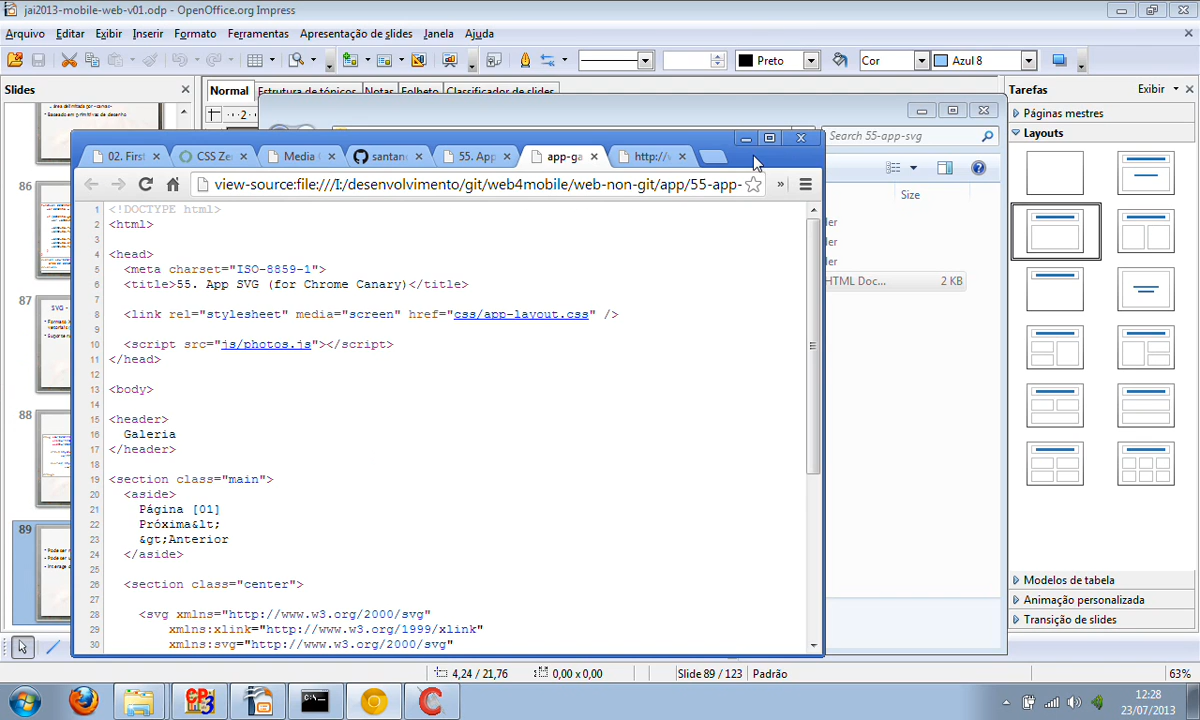 jai2013-mobile-web-v01.odp - OpenOffice.org Impress
Arquivo Editar Exibir Inserir Formato Ferramentas Apresentação de slides Janela Ajuda
Preto Cor Azul 8
Slides
Normal Estrutura de tópicos Notas Folheto Classificador de slides
Tarefas Exibir
2
Search 55-app-svg
Páginas mestres
Layouts
02. First CSS Ze Media santan 55. App app-ga http://
view-source:file:///I:/desenvolvimento/git/web4mobile/web-non-git/app/55-app-
Size
HTML Doc... 2 KB
86
87
SVG -
88
89
1 <!DOCTYPE html>
2 <html>
3
4 <head>
5 <meta charset="ISO-8859-1">
6 <title>55. App SVG (for Chrome Canary)</title>
7
8 <link rel="stylesheet" media="screen" href="css/app-layout.css" />
9
10 <script src="js/photos.js"></script>
11 </head>
12
13 <body>
14
15 <header>
16 Galeria
17 </header>
18
19 <section class="main">
20 <aside>
21 Página [01]
22 Próxima&lt;
23 &gt;Anterior
24 </aside>
25
26 <section class="center">
27
28 <svg xmlns="http://www.w3.org/2000/svg"
29 xmlns:xlink="http://www.w3.org/1999/xlink"
30 xmlns:svg="http://www.w3.org/2000/svg"
Modelos de tabela
Animação personalizada
Transição de slides
4,24 / 21,76 0,00 x 0,00 Slide 89 / 123 Padrão 63%
12:28
23/07/2013